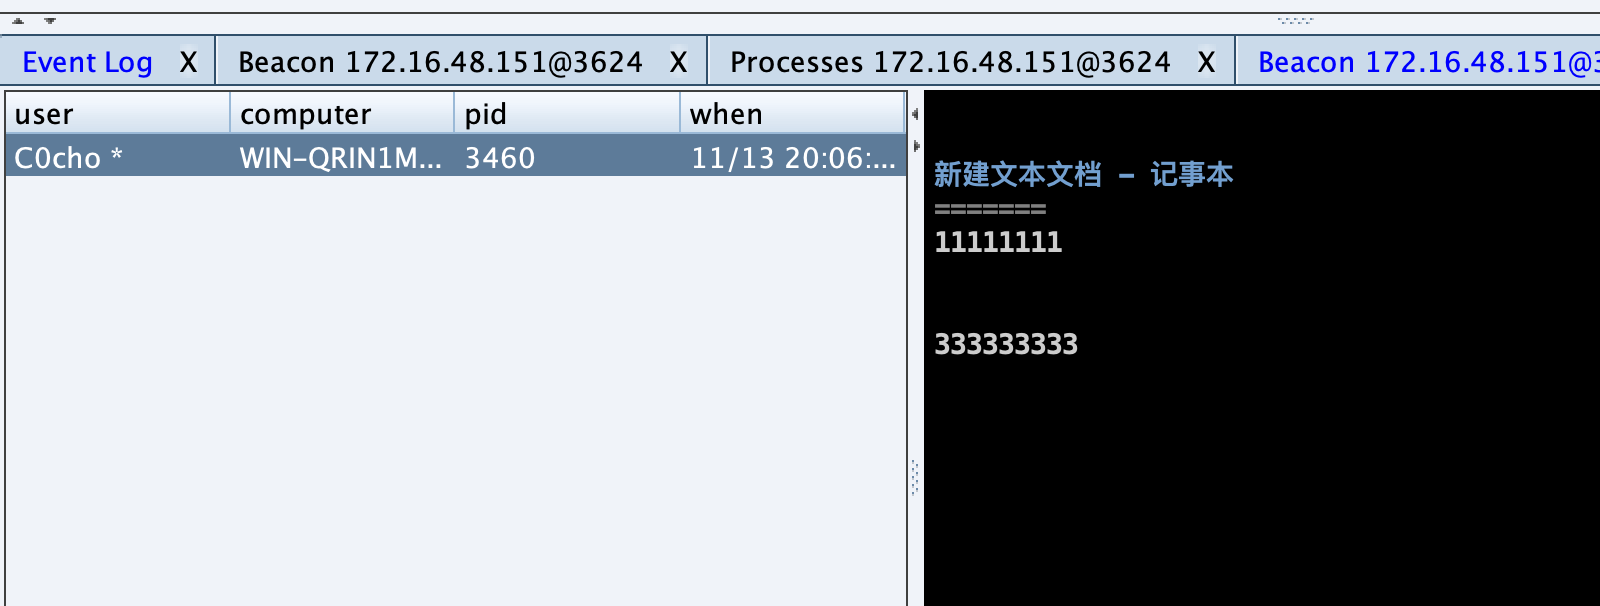 Event Log X Beacon 172.16.48.151@3624 X Processes 172.16.48.151@3624 X Beacon 172.16.48.151@3
user computer pid when
C0cho * WIN-QRIN1M... 3460 11/13 20:06:...
新建文本文档 - 记事本
=======
11111111
333333333